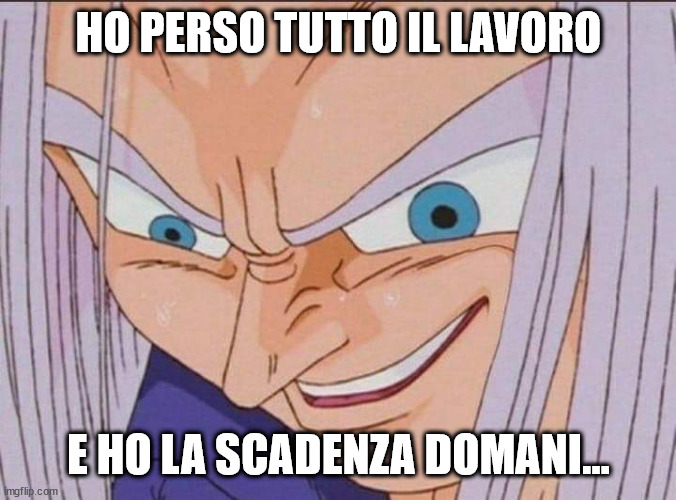 HO PERSO TUTTO IL LAVORO
E HO LA SCADENZA DOMANI...
imgflip.com